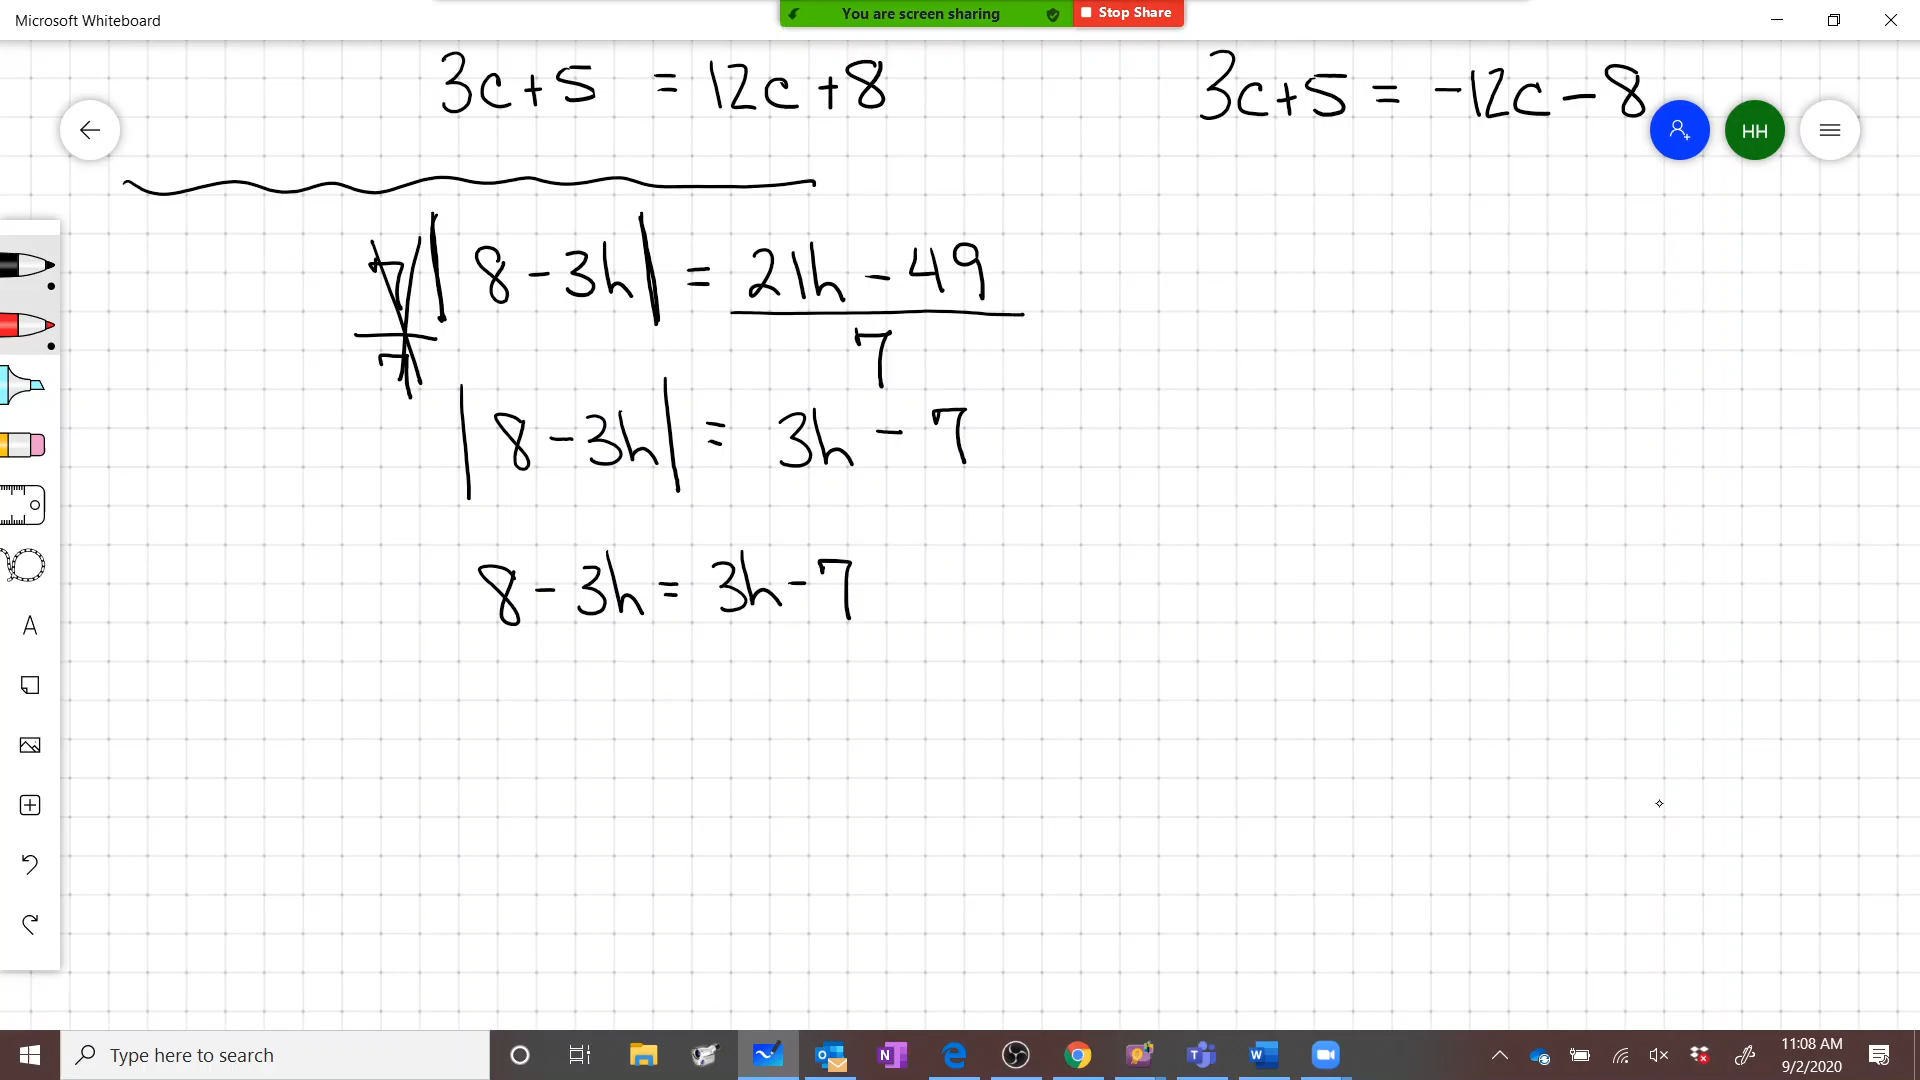 Microsoft Whiteboard
You are screen sharing
Stop Share
3c+5 = 12c+8
3c+5 = -12c-8
HH
7|8-3h| = 21h-49
7 7
|8-3h| = 3h-7
8-3h = 3h-7
A
Type here to search
11:08 AM
9/2/2020